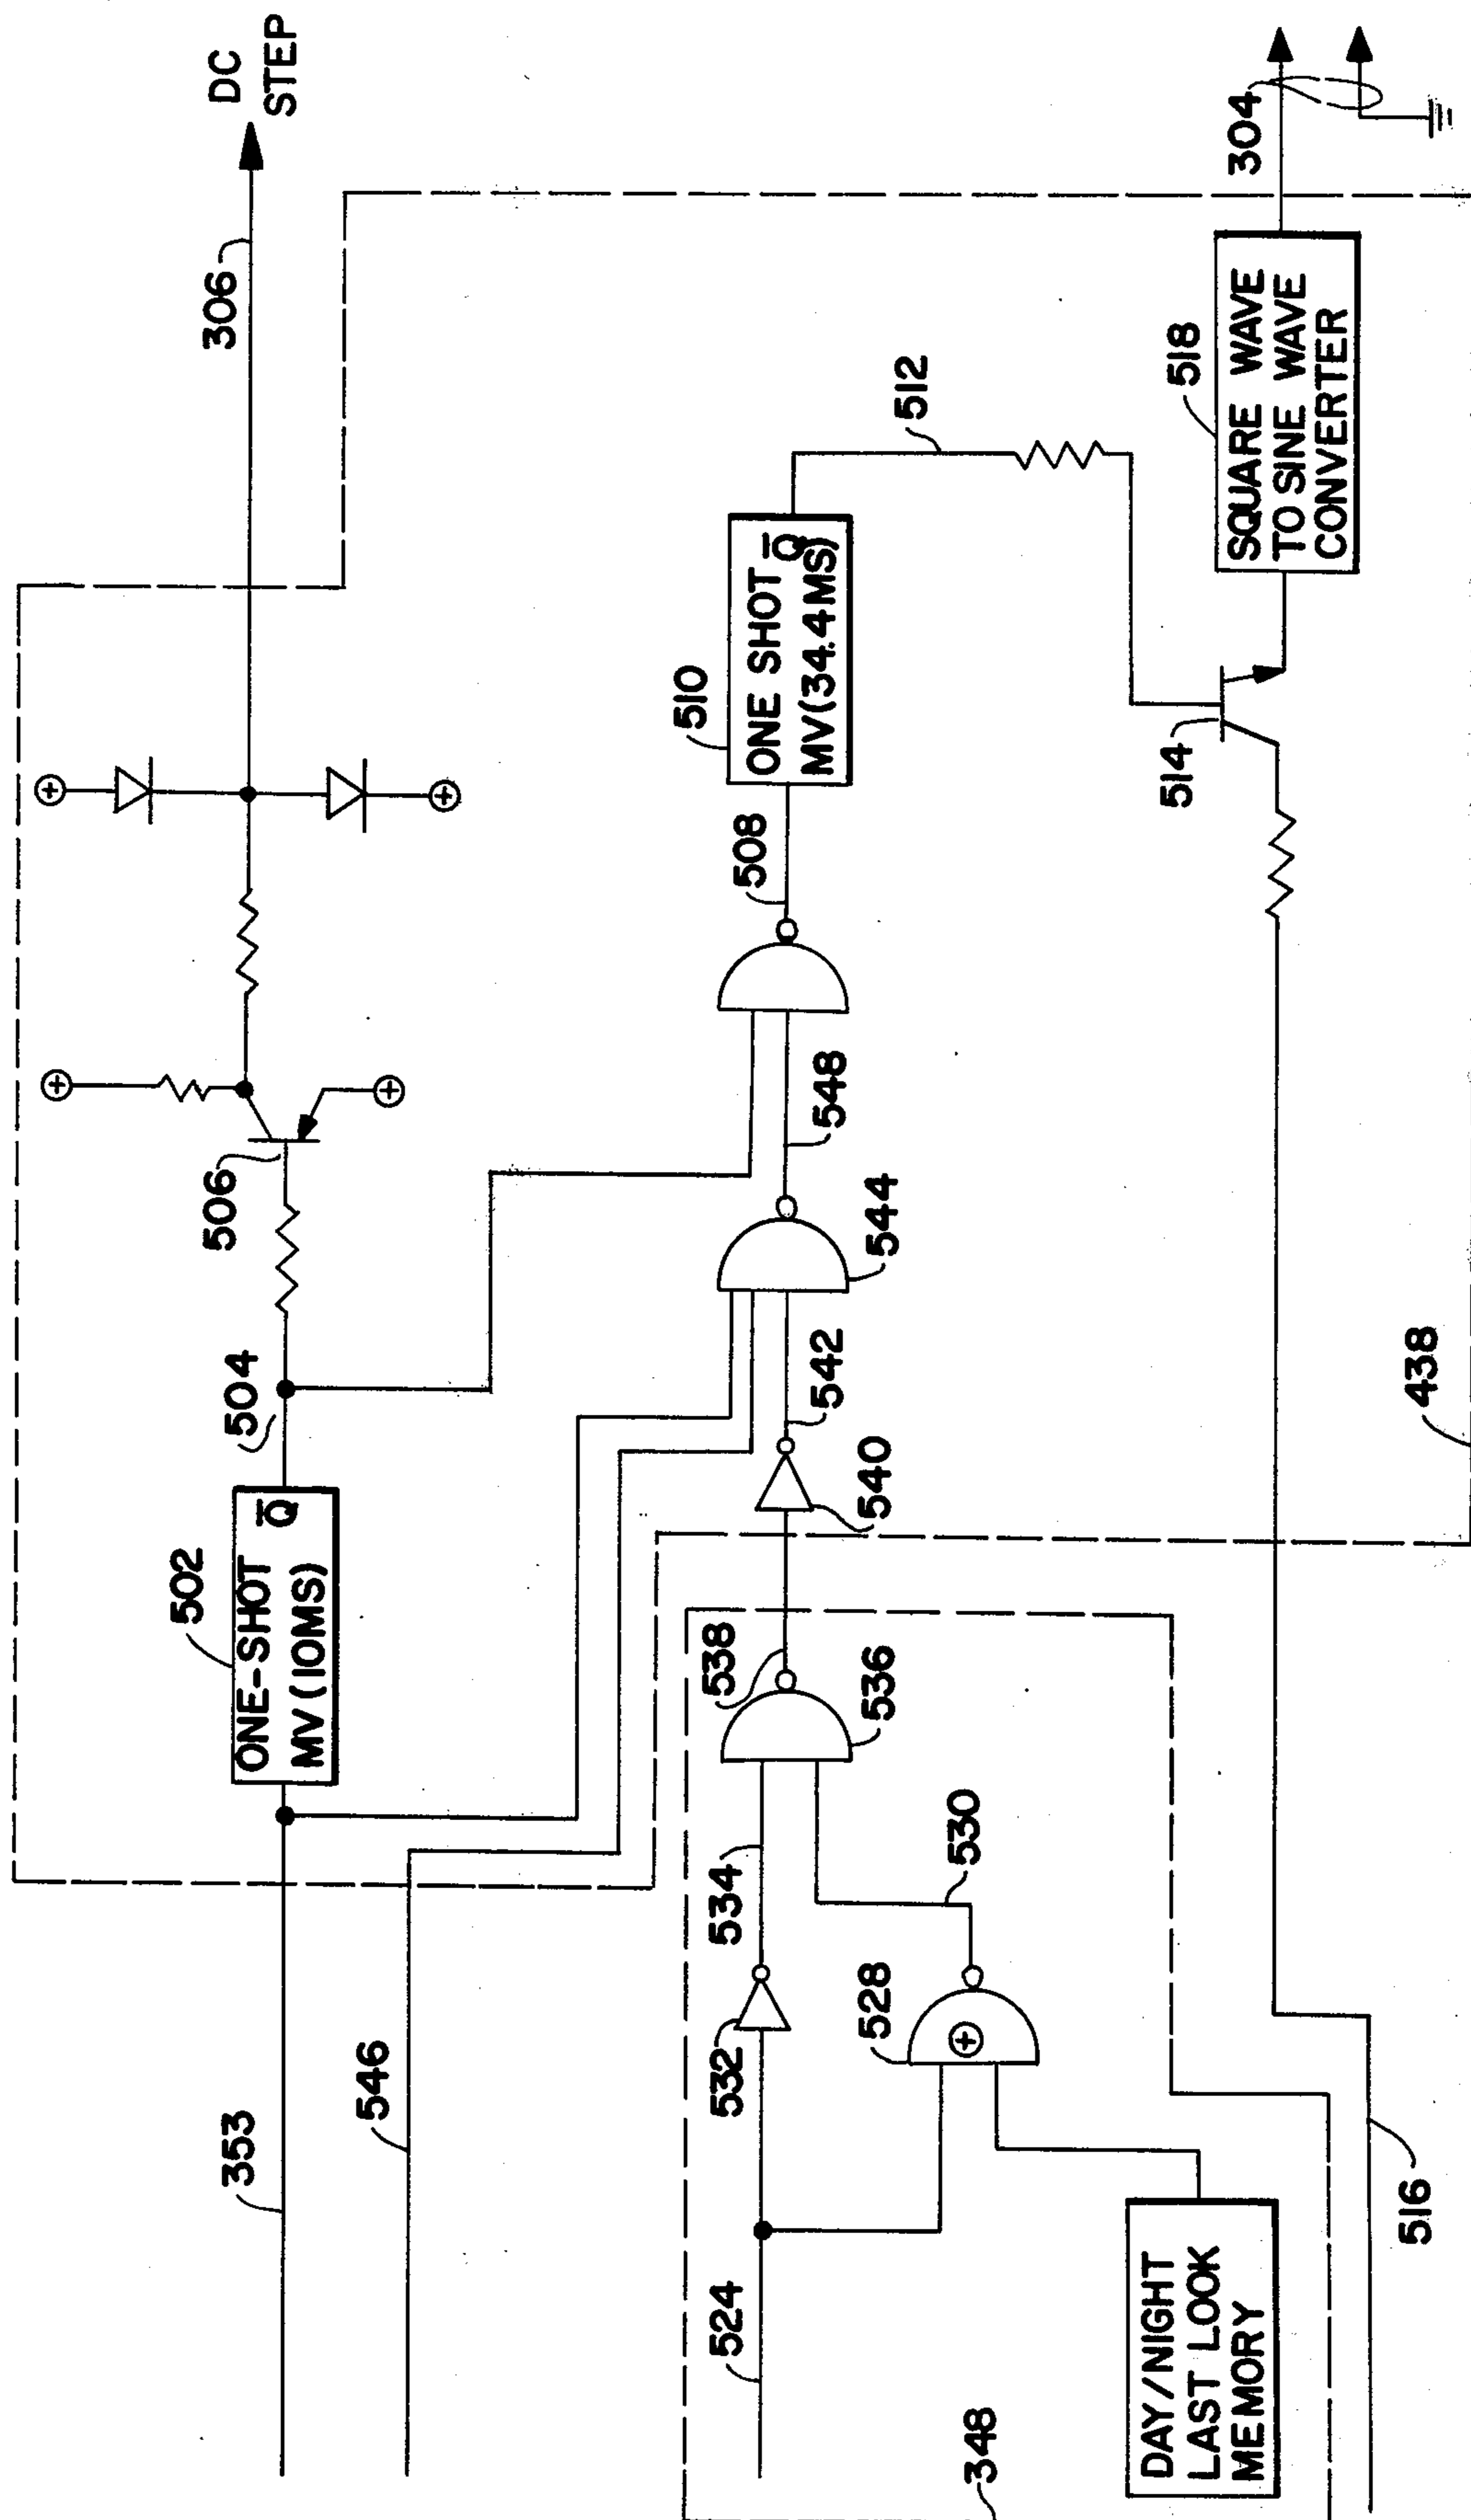 DC
STEP
306
304
518
SQUARE WAVE
TO SINE WAVE
CONVERTER
512
510
ONE SHOT Q̅
MV(34.4MS)
514
508
506
548
544
504
542
438
502
ONE-SHOT Q̅
MV(10MS)
540
538
536
534
530
353
546
532
528
516
524
348
DAY/NIGHT
LAST LOOK
MEMORY